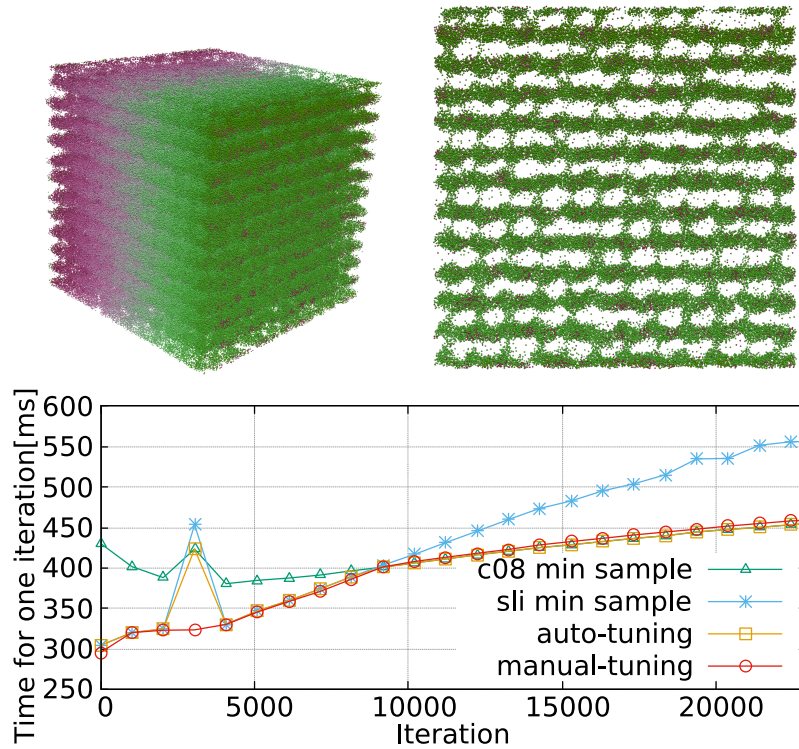 Time for one iteration[ms]
600
550
500
450
400
350
300
250
c08 min sample
sli min sample
auto-tuning
manual-tuning
0 5000 10000 15000 20000
Iteration